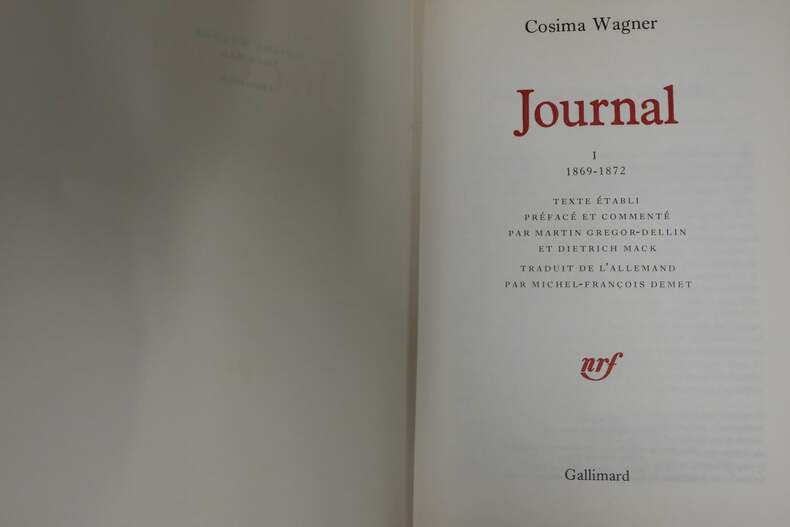 Cosima Wagner
Journal
I
1869-1872
TEXTE ÉTABLI
PRÉFACÉ ET COMMENTÉ
PAR MARTIN GREGOR-DELLIN
ET DIETRICH MACK
TRADUIT DE L'ALLEMAND
PAR MICHEL-FRANÇOIS DEMET
nrf
Gallimard